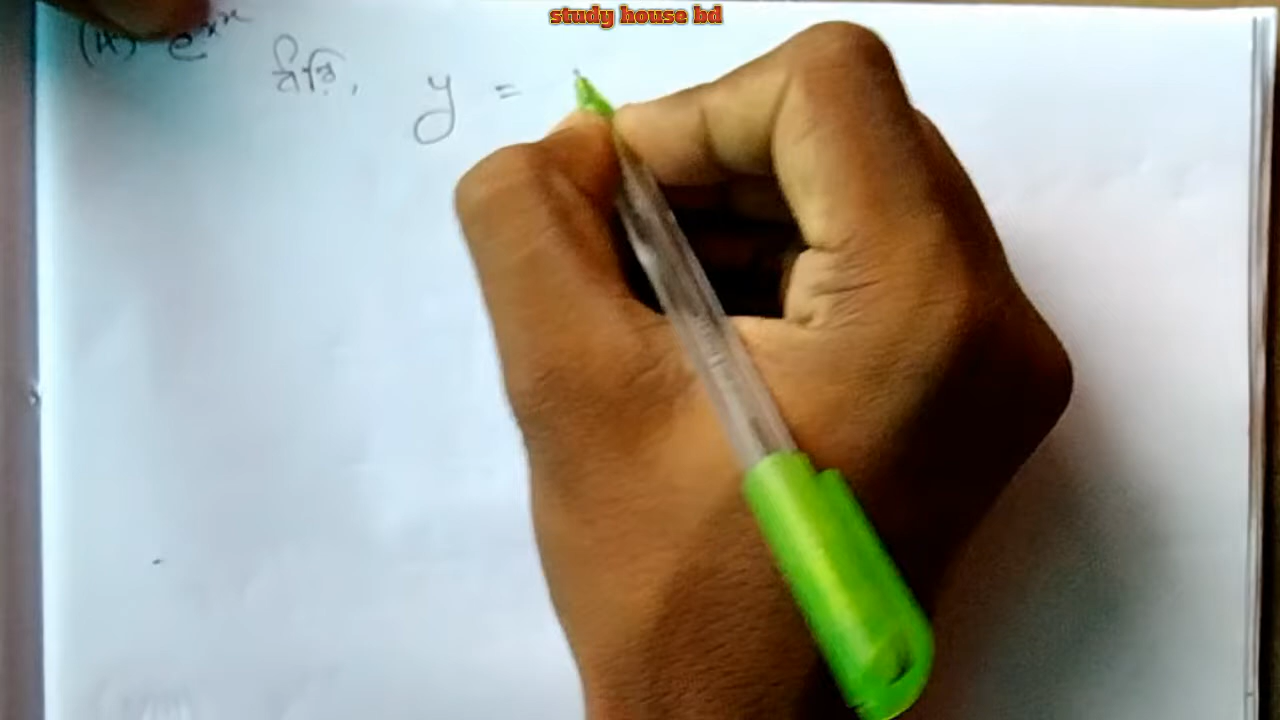 study house bd
e^{x^x}
ধরি, y =